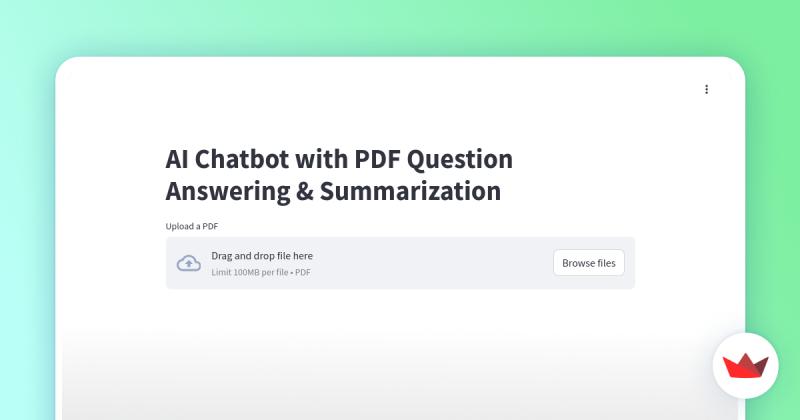 AI Chatbot with PDF Question
Answering & Summarization
Upload a PDF
Drag and drop file here
Limit 100MB per file • PDF
Browse files